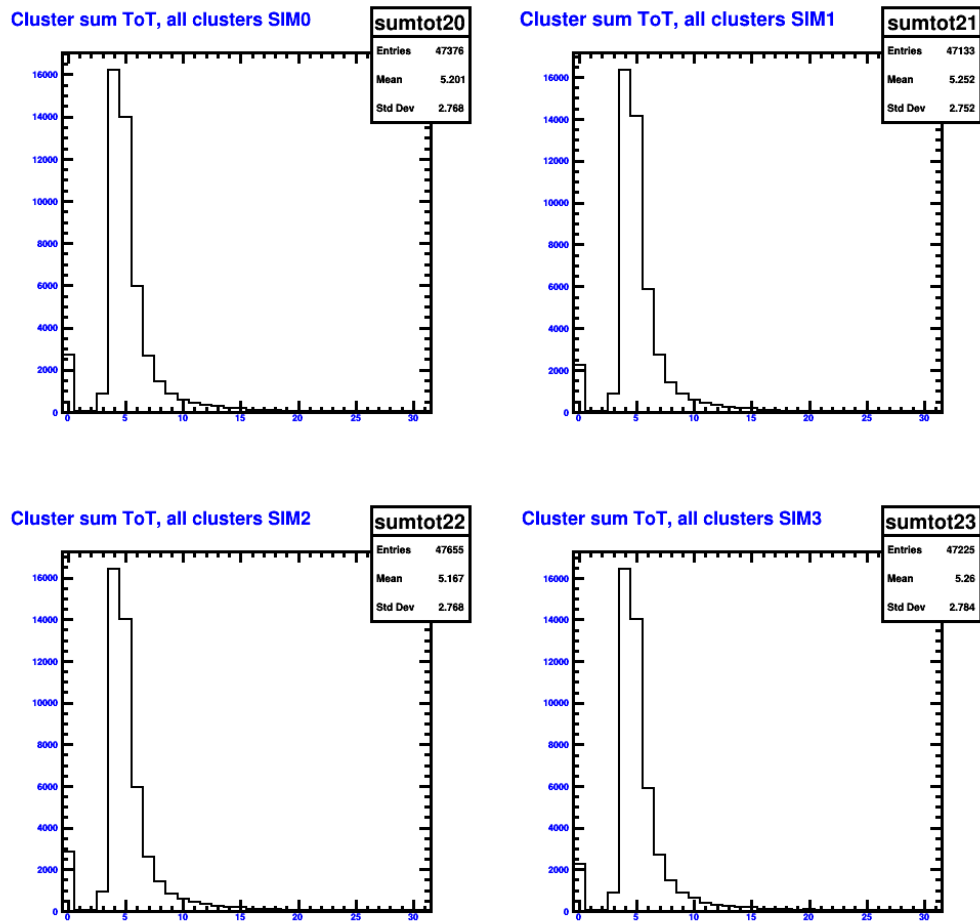 Cluster sum ToT, all clusters SIM0
sumtot20
Entries 47376
Mean 5.201
Std Dev 2.768
16000
14000
12000
10000
8000
6000
4000
2000
0
0 5 10 15 20 25 30
Cluster sum ToT, all clusters SIM1
sumtot21
Entries 47133
Mean 5.252
Std Dev 2.752
16000
14000
12000
10000
8000
6000
4000
2000
0
0 5 10 15 20 25 30
Cluster sum ToT, all clusters SIM2
sumtot22
Entries 47655
Mean 5.167
Std Dev 2.768
16000
14000
12000
10000
8000
6000
4000
2000
0
0 5 10 15 20 25 30
Cluster sum ToT, all clusters SIM3
sumtot23
Entries 47225
Mean 5.26
Std Dev 2.784
16000
14000
12000
10000
8000
6000
4000
2000
0
0 5 10 15 20 25 30